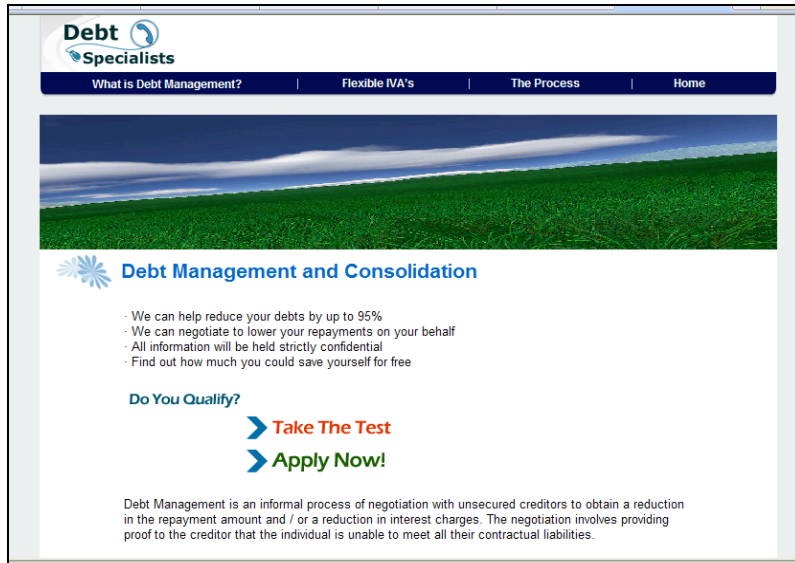 Debt
Specialists
What is Debt Management? | Flexible IVA's | The Process | Home
Debt Management and Consolidation
· We can help reduce your debts by up to 95%
· We can negotiate to lower your repayments on your behalf
· All information will be held strictly confidential
· Find out how much you could save yourself for free
Do You Qualify?
Take The Test
Apply Now!
Debt Management is an informal process of negotiation with unsecured creditors to obtain a reduction
in the repayment amount and / or a reduction in interest charges. The negotiation involves providing
proof to the creditor that the individual is unable to meet all their contractual liabilities.